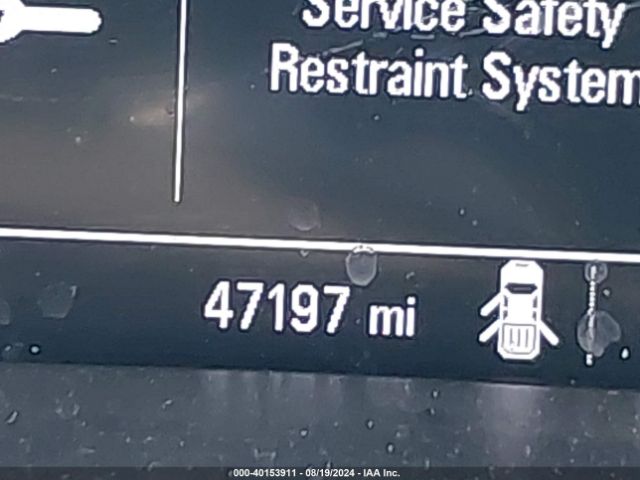 Service Safety
Restraint System
47197 mi
000-40153911 - 08/19/2024 - IAA Inc.